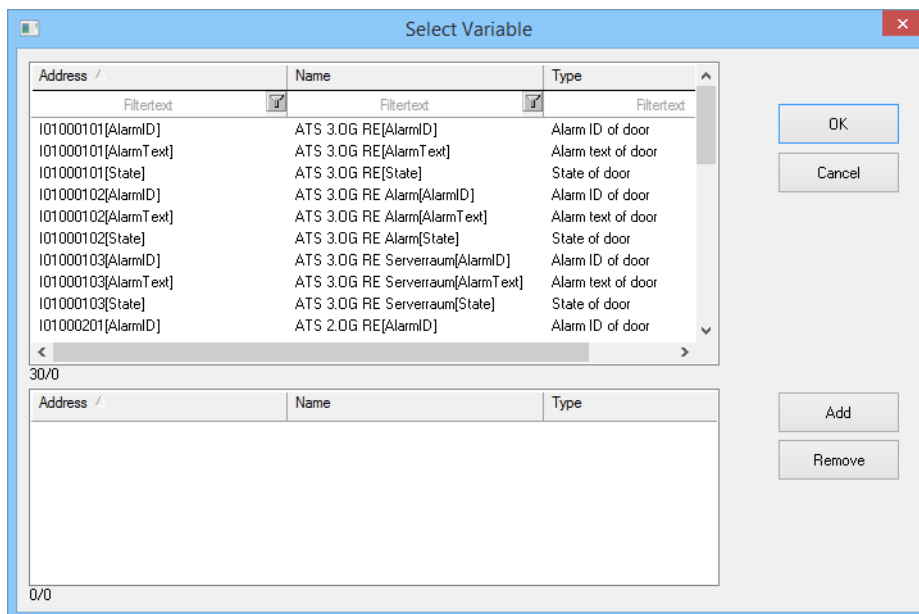 Select Variable
Address Name Type
Filtertext Filtertext Filtertext
I01000101[AlarmID] ATS 3.OG RE[AlarmID] Alarm ID of door
I01000101[AlarmText] ATS 3.OG RE[AlarmText] Alarm text of door
I01000101[State] ATS 3.OG RE[State] State of door
I01000102[AlarmID] ATS 3.OG RE Alarm[AlarmID] Alarm ID of door
I01000102[AlarmText] ATS 3.OG RE Alarm[AlarmText] Alarm text of door
I01000102[State] ATS 3.OG RE Alarm[State] State of door
I01000103[AlarmID] ATS 3.OG RE Serverraum[AlarmID] Alarm ID of door
I01000103[AlarmText] ATS 3.OG RE Serverraum[AlarmText] Alarm text of door
I01000103[State] ATS 3.OG RE Serverraum[State] State of door
I01000201[AlarmID] ATS 2.OG RE[AlarmID] Alarm ID of door
30/0
OK
Cancel
Address Name Type
Add
Remove
0/0